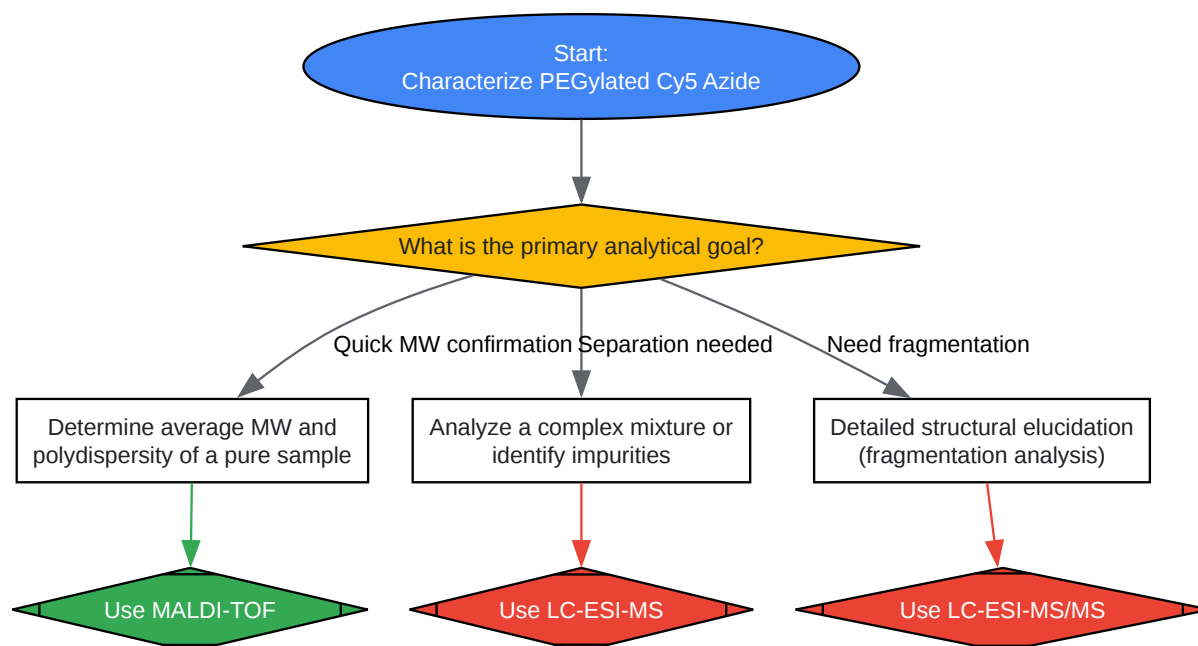 Start:
Characterize PEGylated Cy5 Azide
What is the primary analytical goal?
Quick MW confirmation
Separation needed
Need fragmentation
Determine average MW and
polydispersity of a pure sample
Analyze a complex mixture or
identify impurities
Detailed structural elucidation
(fragmentation analysis)
Use MALDI-TOF
Use LC-ESI-MS
Use LC-ESI-MS/MS